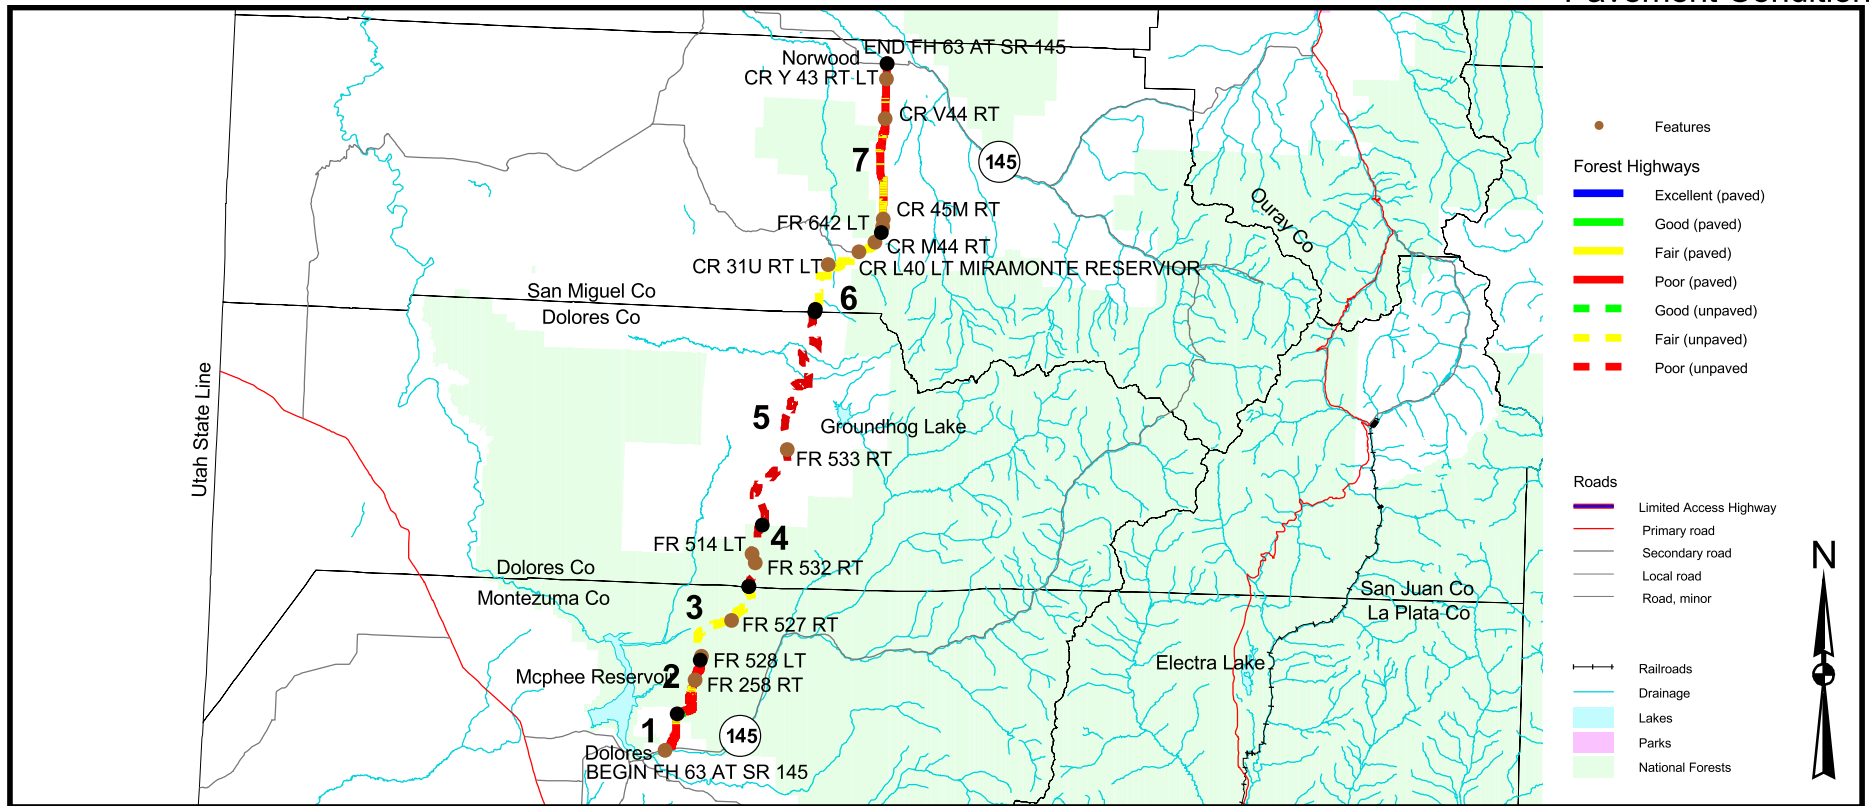 Pavement Condition
END FH 63 AT SR 145
Norwood
CR Y 43 RT LT
CR V44 RT
7
145
CR 45M RT
FR 642 LT
CR M44 RT
CR 31U RT LT
CR L40 LT MIRAMONTE RESERVIOR
Ouray Co
San Miguel Co
6
Dolores Co
Utah State Line
5
Groundhog Lake
FR 533 RT
4
FR 514 LT
FR 532 RT
Dolores Co
Montezuma Co
San Juan Co
La Plata Co
3
FR 527 RT
FR 528 LT
Electra Lake
Mcphee Reservoir
2
FR 258 RT
1
145
Dolores
BEGIN FH 63 AT SR 145
Features
Forest Highways
Excellent (paved)
Good (paved)
Fair (paved)
Poor (paved)
Good (unpaved)
Fair (unpaved)
Poor (unpaved
Roads
Limited Access Highway
Primary road
Secondary road
Local road
Road, minor
N
Railroads
Drainage
Lakes
Parks
National Forests